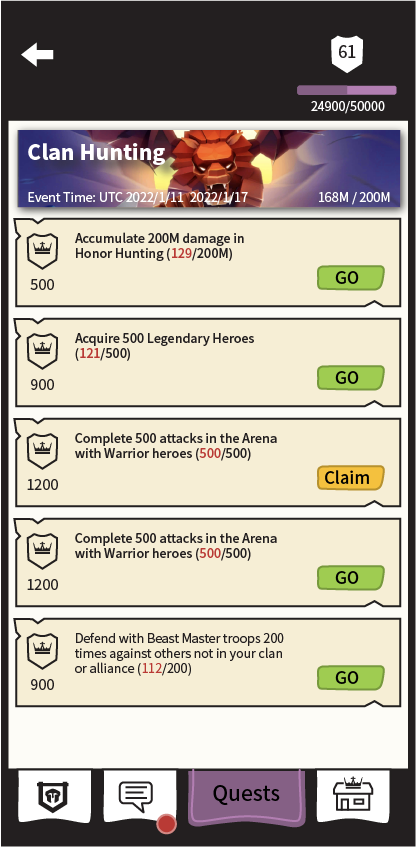 61
24900/50000
Clan Hunting
Event Time: UTC 2022/1/11 2022/1/17
168M / 200M
Accumulate 200M damage in
Honor Hunting (129/200M)
500
GO
Acquire 500 Legendary Heroes
(121/500)
900
GO
Complete 500 attacks in the Arena
with Warrior heroes (500/500)
1200
Claim
Complete 500 attacks in the Arena
with Warrior heroes (500/500)
1200
GO
Defend with Beast Master troops 200
times against others not in your clan
or alliance (112/200)
900
GO
Quests